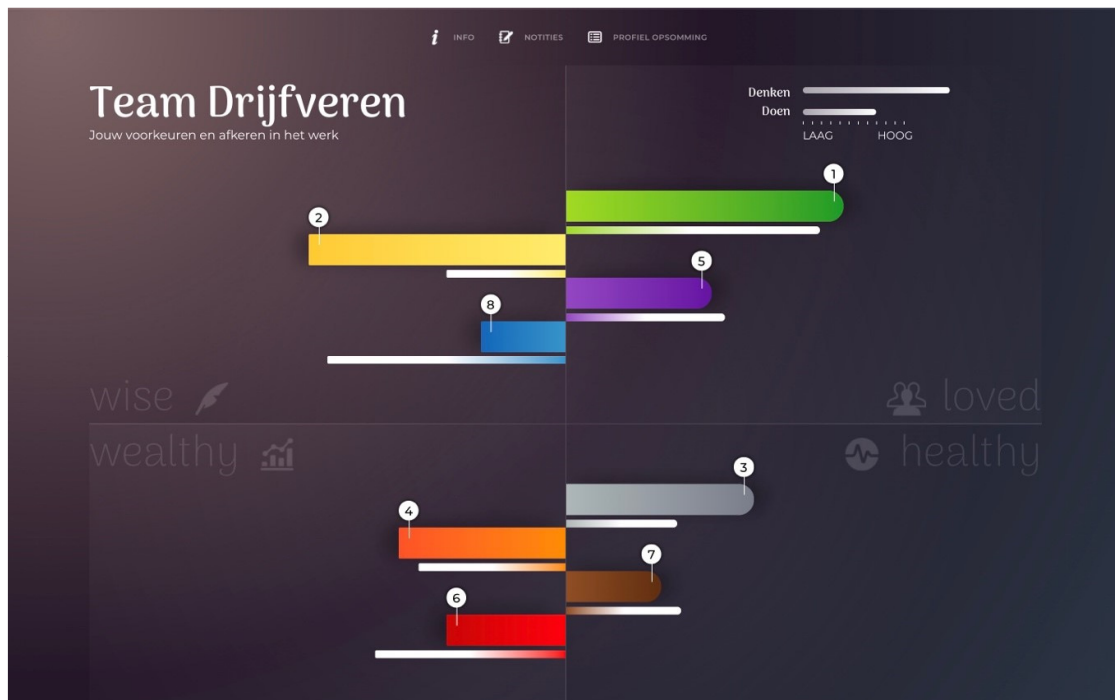 INFO
NOTITIES
PROFIEL OPSOMMING
Team Drijfveren
Jouw voorkeuren en afkeren in het werk
Denken
Doen
LAAG HOOG
1
2
5
8
wise
loved
wealthy
healthy
3
4
7
6